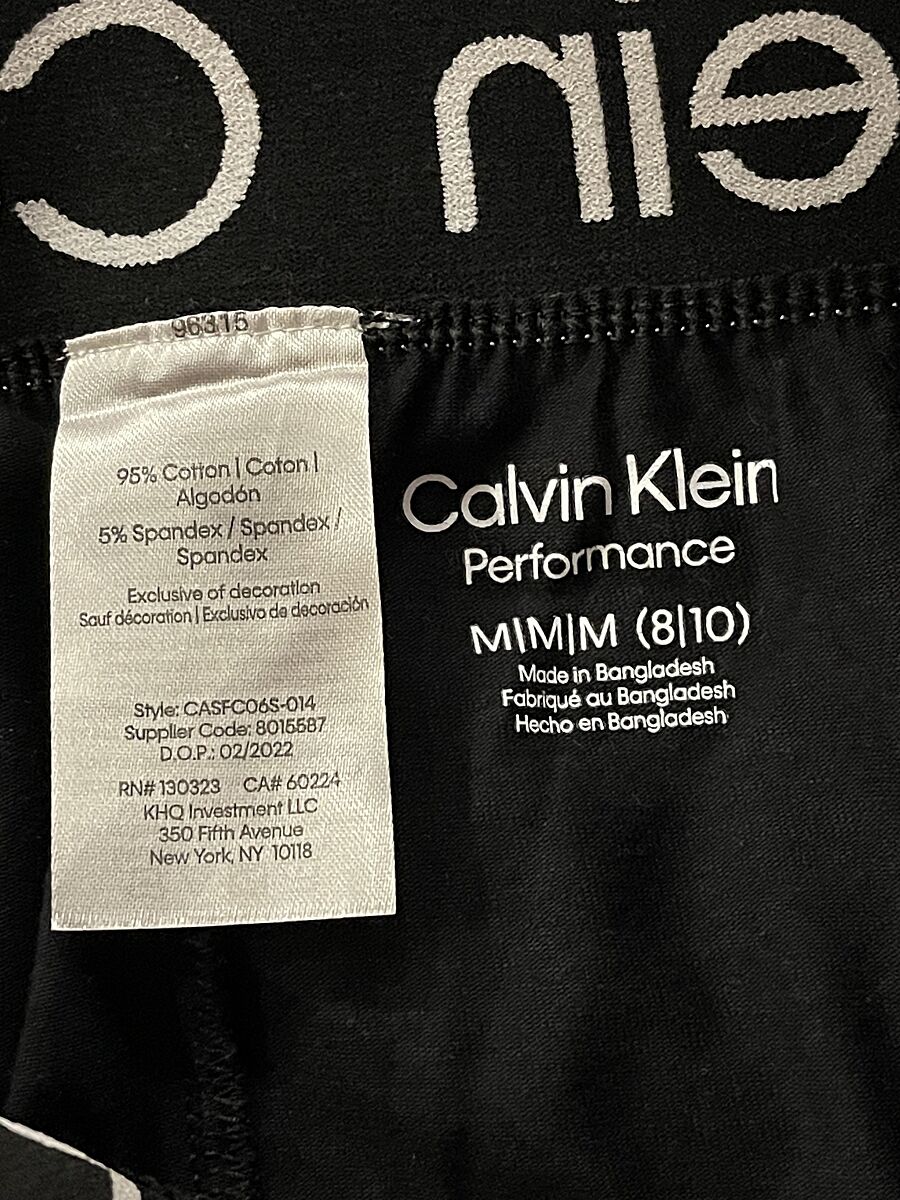 ein C
96315
95% Cotton | Coton |
Algodón
5% Spandex / Spandex /
Spandex
Exclusive of decoration
Sauf décoration | Exclusivo de decoración
Style: CASFC06S-014
Supplier Code: 8015587
D.O.P.: 02/2022
RN# 130323 CA# 60224
KHQ Investment LLC
350 Fifth Avenue
New York, NY 10118
Calvin Klein
Performance
M|M|M (8|10)
Made in Bangladesh
Fabriqué au Bangladesh
Hecho en Bangladesh